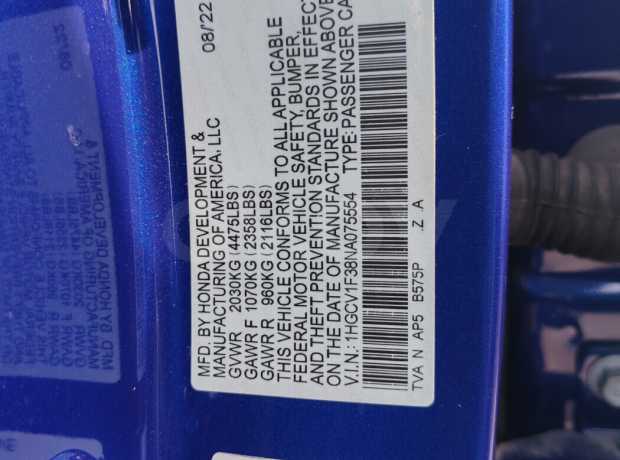 MFD. BY HONDA DEVELOPMENT & 08/22
MANUFACTURING OF AMERICA, LLC
GVWR 2030KG (4475LBS)
GAWR F 1070KG (2358LBS)
GAWR R 960KG (2116LBS)
THIS VEHICLE CONFORMS TO ALL APPLICABLE
FEDERAL MOTOR VEHICLE SAFETY, BUMPER,
AND THEFT PREVENTION STANDARDS IN EFFECT
ON THE DATE OF MANUFACTURE SHOWN ABOVE
V.I.N.: 1HGCV1F38NA075554 TYPE: PASSENGER CA
TVA N AP5 B575P .Z .A